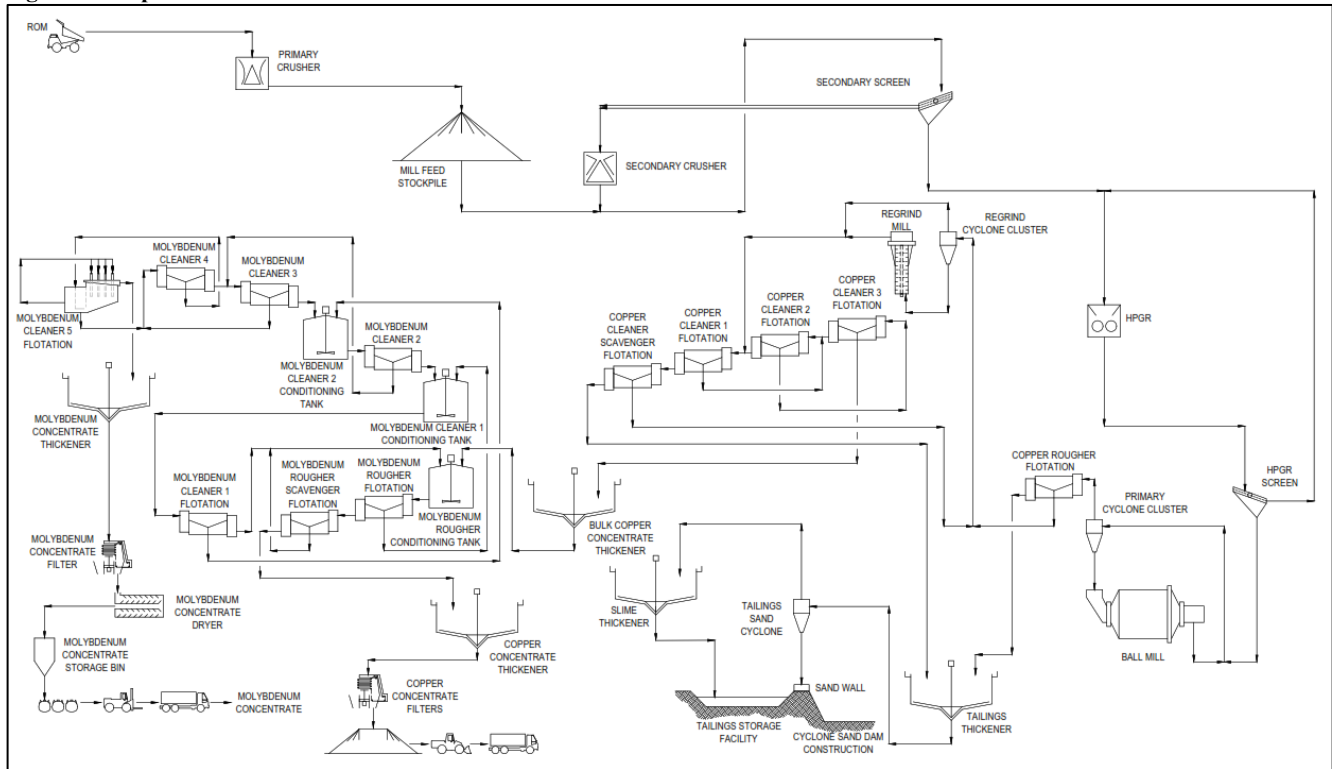 ROM
PRIMARY
CRUSHER
SECONDARY SCREEN
MILL FEED
STOCKPILE
SECONDARY CRUSHER
REGRIND
MILL
REGRIND
CYCLONE CLUSTER
MOLYBDENUM
CLEANER 4
MOLYBDENUM
CLEANER 3
MOLYBDENUM
CLEANER 5
FLOTATION
MOLYBDENUM
CLEANER 2
MOLYBDENUM
CLEANER 2
CONDITIONING
TANK
COPPER
CLEANER 3
FLOTATION
COPPER
CLEANER 2
FLOTATION
COPPER
CLEANER 1
FLOTATION
COPPER
CLEANER
SCAVENGER
FLOTATION
HPGR
MOLYBDENUM
CONCENTRATE
THICKENER
MOLYBDENUM CLEANER 1
CONDITIONING TANK
MOLYBDENUM
CLEANER 1
FLOTATION
MOLYBDENUM
ROUGHER
SCAVENGER
FLOTATION
MOLYBDENUM
ROUGHER
FLOTATION
MOLYBDENUM
ROUGHER
CONDITIONING TANK
BULK COPPER
CONCENTRATE
THICKENER
COPPER ROUGHER
FLOTATION
HPGR
SCREEN
PRIMARY
CYCLONE CLUSTER
MOLYBDENUM
CONCENTRATE
FILTER
MOLYBDENUM
CONCENTRATE
DRYER
MOLYBDENUM
CONCENTRATE
STORAGE BIN
MOLYBDENUM
CONCENTRATE
COPPER
CONCENTRATE
THICKENER
COPPER
CONCENTRATE
FILTERS
SLIME
THICKENER
TAILINGS
SAND
CYCLONE
SAND WALL
TAILINGS STORAGE
FACILITY
CYCLONE SAND DAM
CONSTRUCTION
TAILINGS
THICKENER
BALL MILL